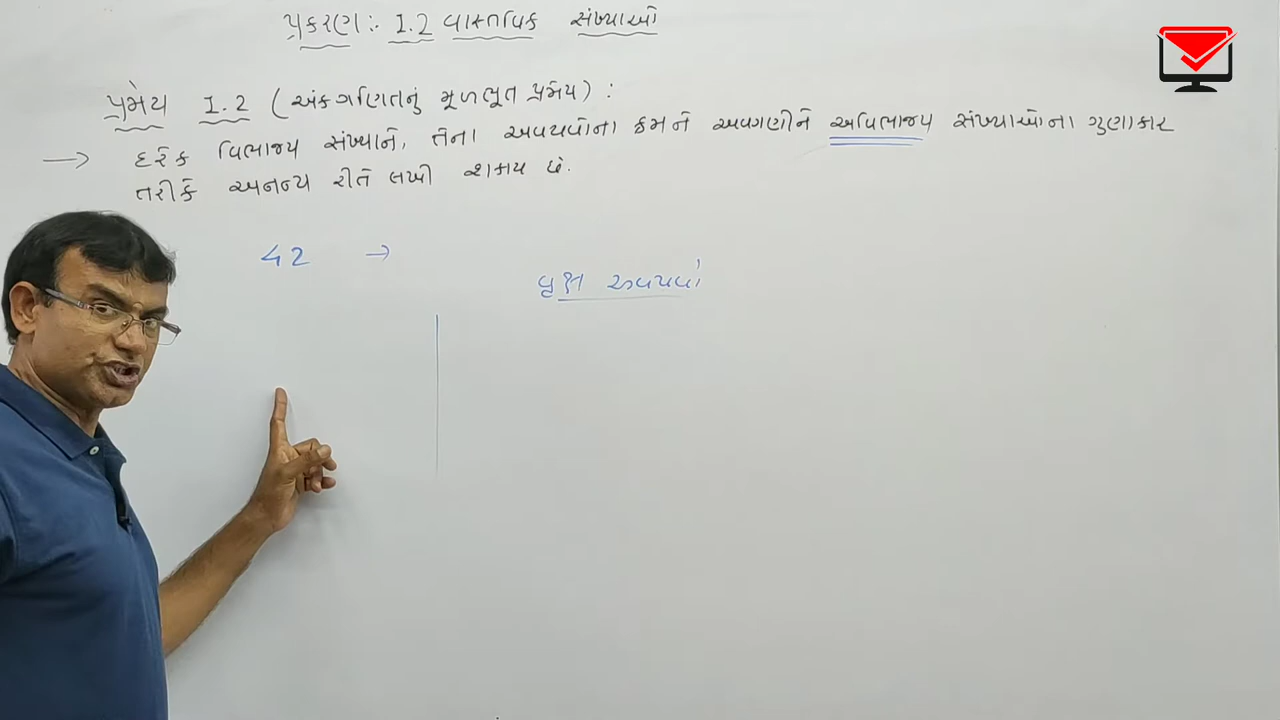 પ્રકરણ :- 1.2 વાસ્તવિક સંખ્યાઓ
પ્રમેય 1.2 ( અંકગણિતનું મૂળભૂત પ્રમેય ) :
→ દરેક વિભાજ્ય સંખ્યાને, તેના અવયવોના ક્રમને અવગણીને અવિભાજ્ય સંખ્યાઓના ગુણાકાર
તરીકે અનન્ય રીતે લખી શકાય છે.
42 →
વૃક્ષ અવયવો